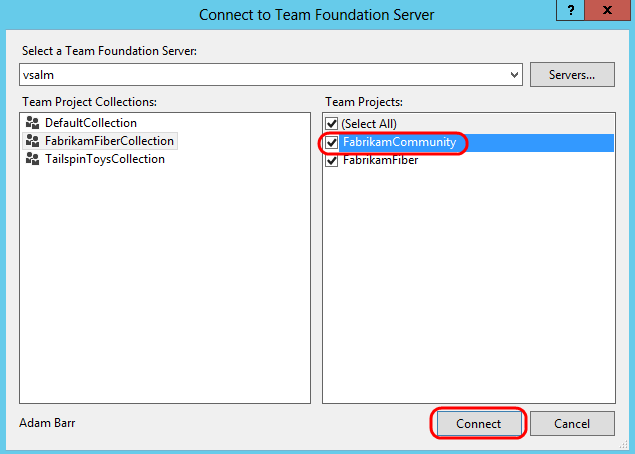 Connect to Team Foundation Server
?
x
Select a Team Foundation Server:
vsalm
Servers...
Team Project Collections:
DefaultCollection
FabrikamFiberCollection
TailspinToysCollection
Team Projects:
(Select All)
FabrikamCommunity
FabrikamFiber
Adam Barr
Connect
Cancel